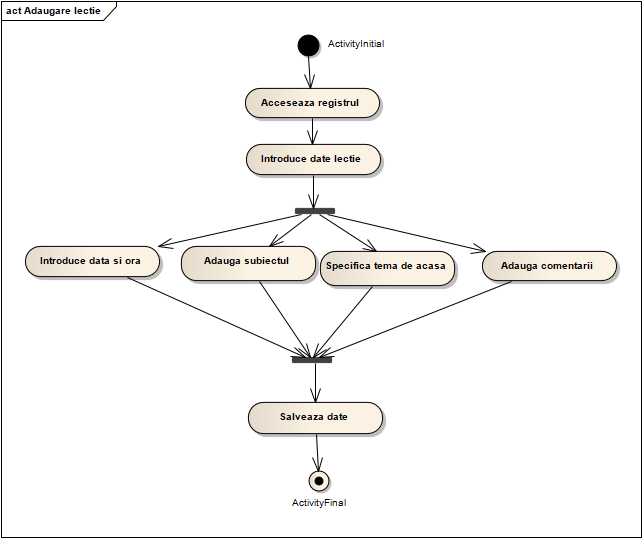 act Adaugare lectie
ActivityInitial
Acceseaza registrul
Introduce date lectie
Introduce data si ora
Adauga subiectul
Specifica tema de acasa
Adauga comentarii
Salveaza date
ActivityFinal